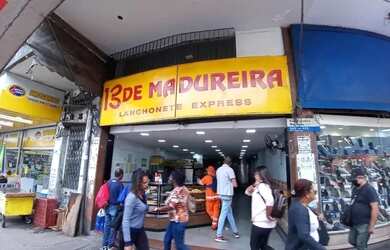 13 DE MADUREIRA
LANCHONETE EXPRESS